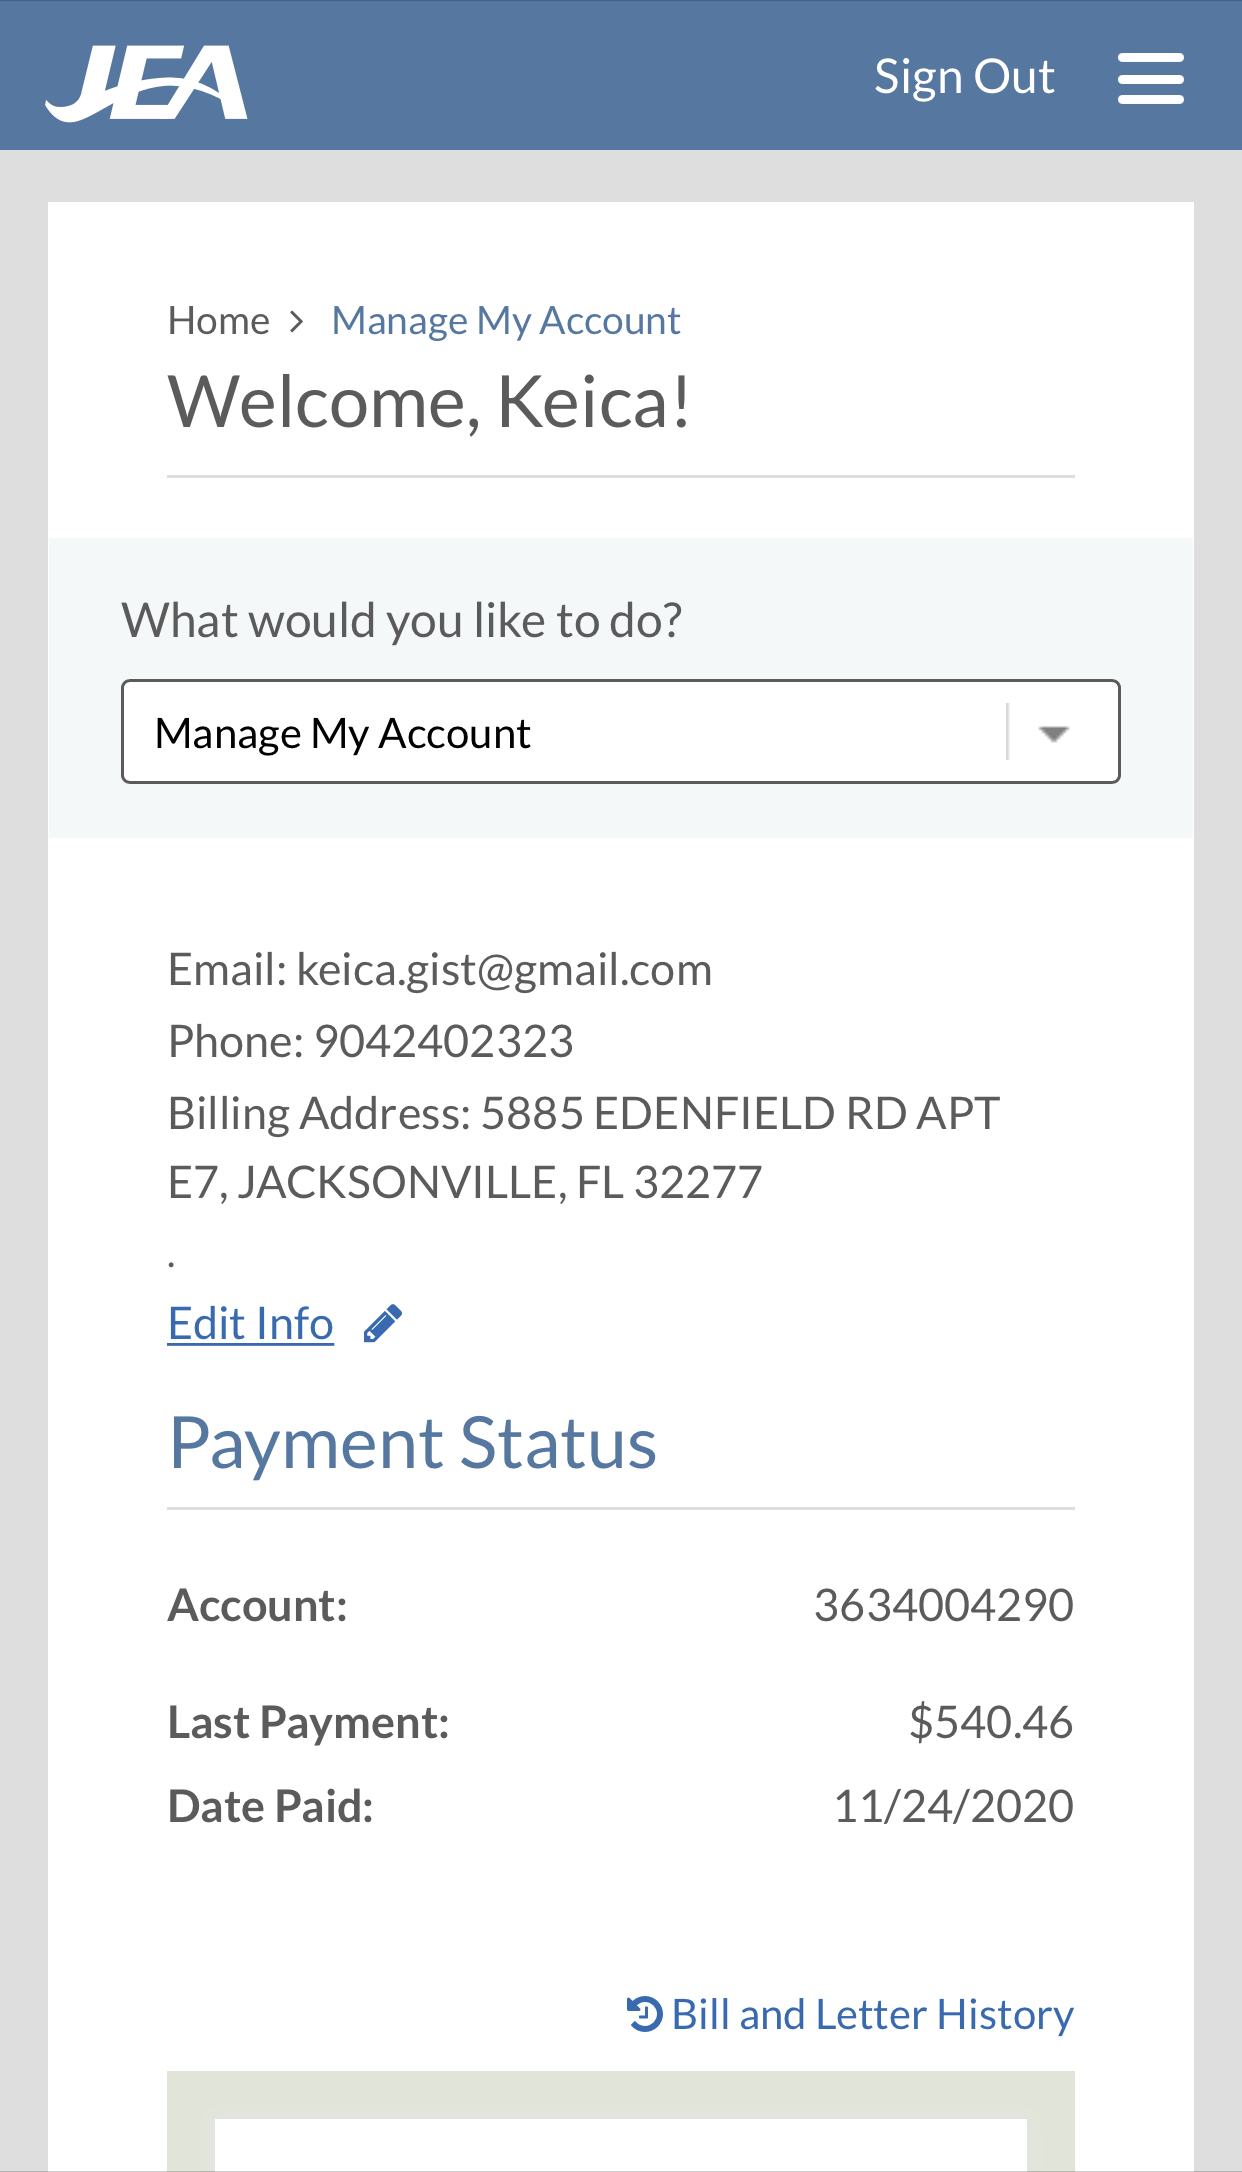 JEA
Sign Out
Home > Manage My Account
Welcome, Keica!
What would you like to do?
Manage My Account
Email: keica.gist@gmail.com
Phone: 9042402323
Billing Address: 5885 EDENFIELD RD APT
E7, JACKSONVILLE, FL 32277
.
Edit Info
Payment Status
Account: 3634004290
Last Payment: $540.46
Date Paid: 11/24/2020
Bill and Letter History